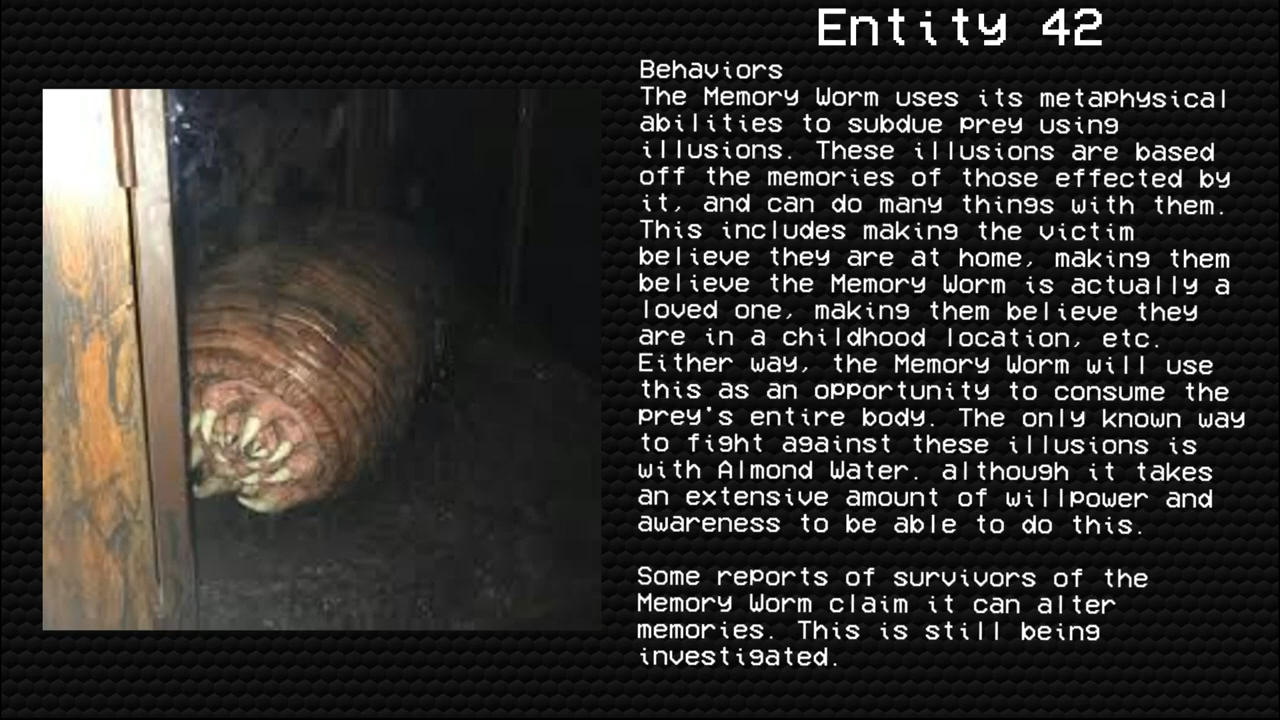 Entity 42
Behaviors
The Memory Worm uses its metaphysical
abilities to subdue prey using
illusions. These illusions are based
off the memories of those effected by
it, and can do many things with them.
This includes making the victim
believe they are at home, making them
believe the Memory Worm is actually a
loved one, making them believe they
are in a childhood location, etc.
Either way, the Memory Worm will use
this as an opportunity to consume the
prey's entire body. The only known way
to fight against these illusions is
with Almond Water. although it takes
an extensive amount of willpower and
awareness to be able to do this.
Some reports of survivors of the
Memory Worm claim it can alter
memories. This is still being
investigated.